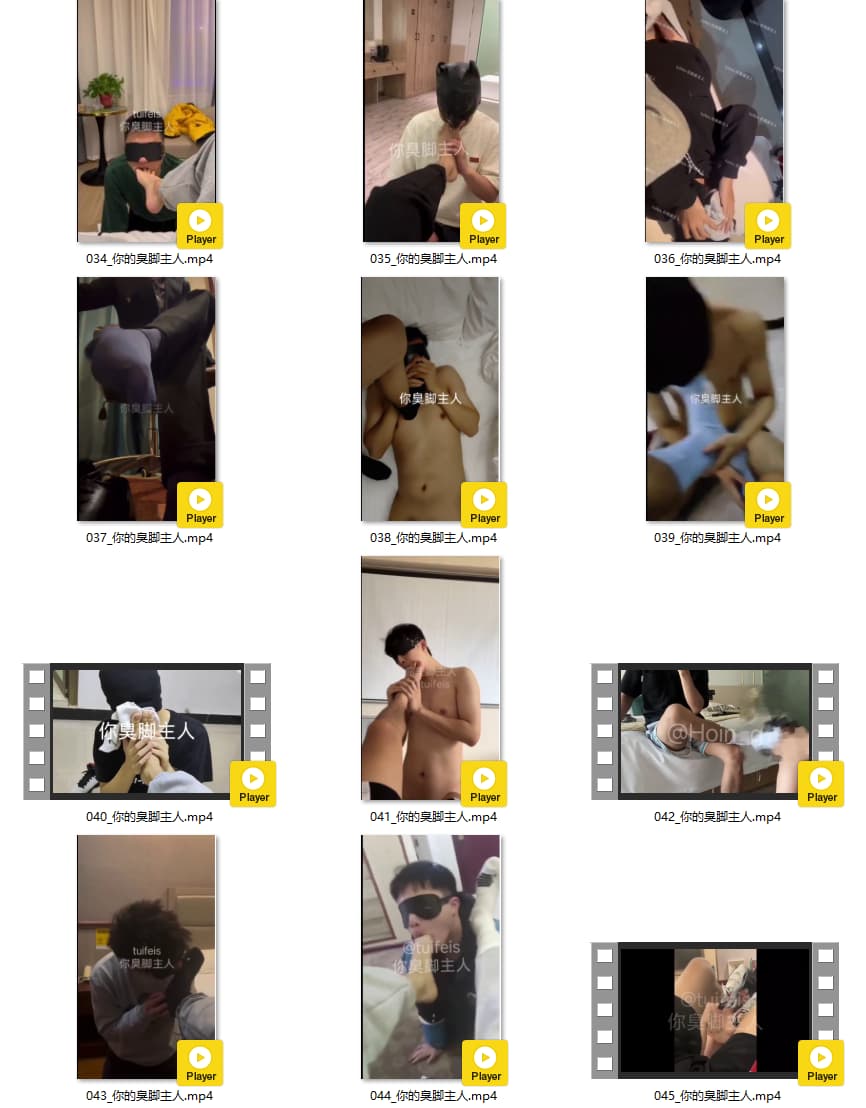 tuifeis
你臭脚主人
Player
034_你的臭脚主人.mp4
你臭脚主人
Player
035_你的臭脚主人.mp4
Player
036_你的臭脚主人.mp4
你臭脚主人
Player
037_你的臭脚主人.mp4
你臭脚主人
Player
038_你的臭脚主人.mp4
你臭脚主人
Player
039_你的臭脚主人.mp4
你臭脚主人
Player
040_你的臭脚主人.mp4
tuifeis
Player
041_你的臭脚主人.mp4
Player
042_你的臭脚主人.mp4
tuifeis
你臭脚主人
Player
043_你的臭脚主人.mp4
@tuifeis
你臭脚主人
Player
044_你的臭脚主人.mp4
@tuifeis
Player
045_你的臭脚主人.mp4